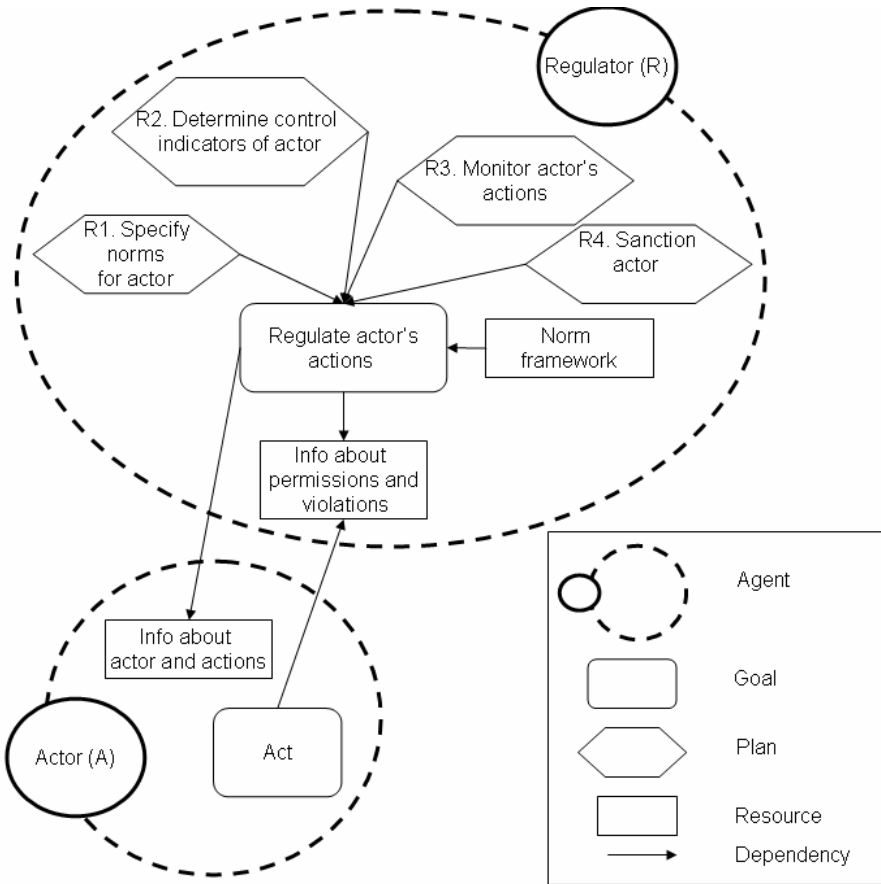 Regulator (R)
R2. Determine control
indicators of actor
R3. Monitor actor's
actions
R1. Specify
norms
for actor
R4. Sanction
actor
Regulate actor's
actions
Norm
framework
Info about
permissions and
violations
Info about
actor and actions
Actor (A)
Act
Agent
Goal
Plan
Resource
Dependency